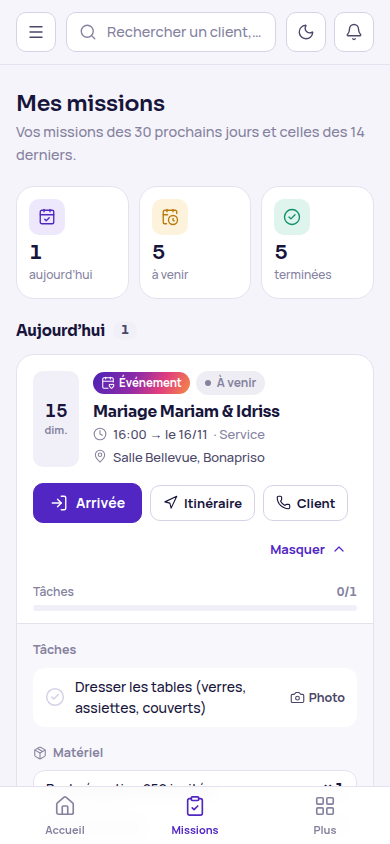 Rechercher un client,…
Mes missions
Vos missions des 30 prochains jours et celles des 14
derniers.
1
aujourd'hui
5
à venir
5
terminées
Aujourd'hui 1
15
dim.
Événement
À venir
Mariage Mariam & Idriss
16:00 → le 16/11 · Service
Salle Bellevue, Bonapriso
Arrivée
Itinéraire
Client
Masquer
Tâches 0/1
Tâches
Dresser les tables (verres,
assiettes, couverts)
Photo
Matériel
Accueil
Missions
Plus